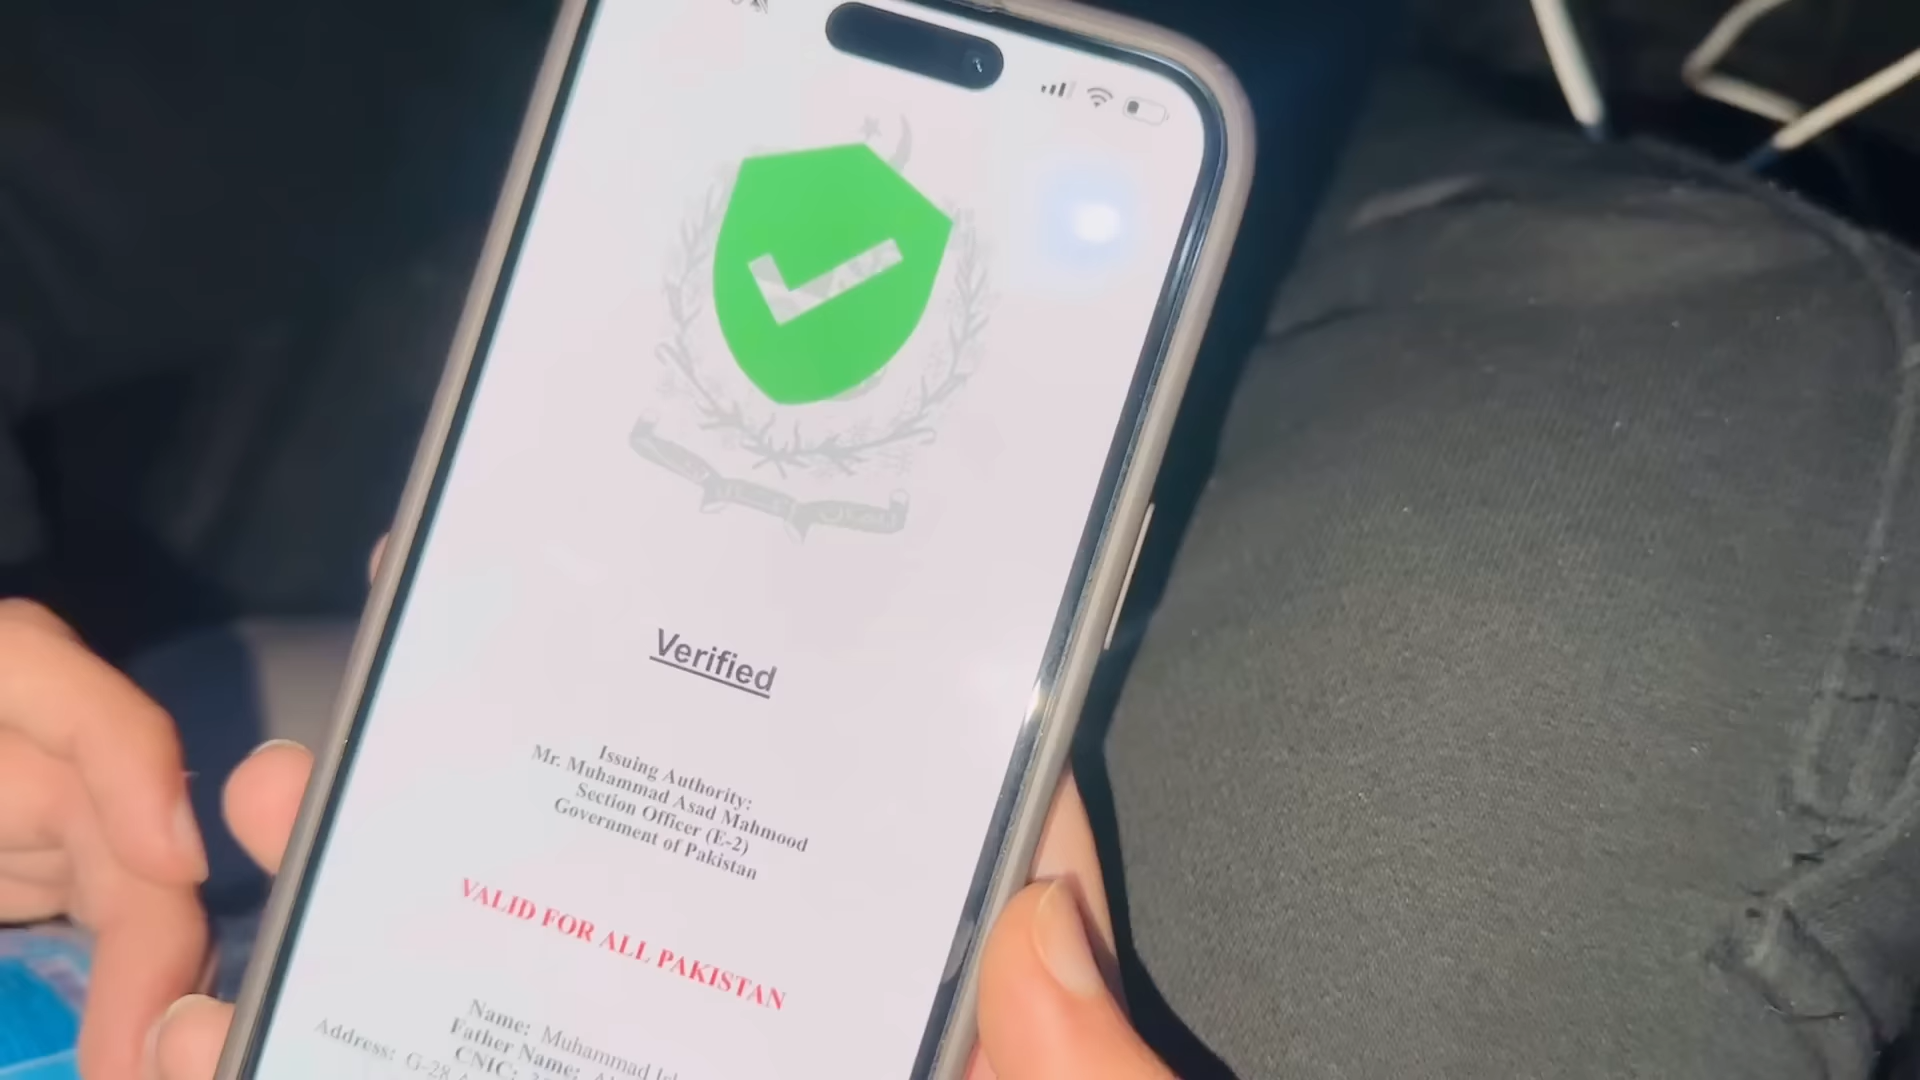 Verified
Issuing Authority:
Mr. Muhammad Asad Mahmood
Section Officer (E-2)
Government of Pakistan
VALID FOR ALL PAKISTAN
Name: Muhammad
Father Name:
CNIC:
Address: G-28